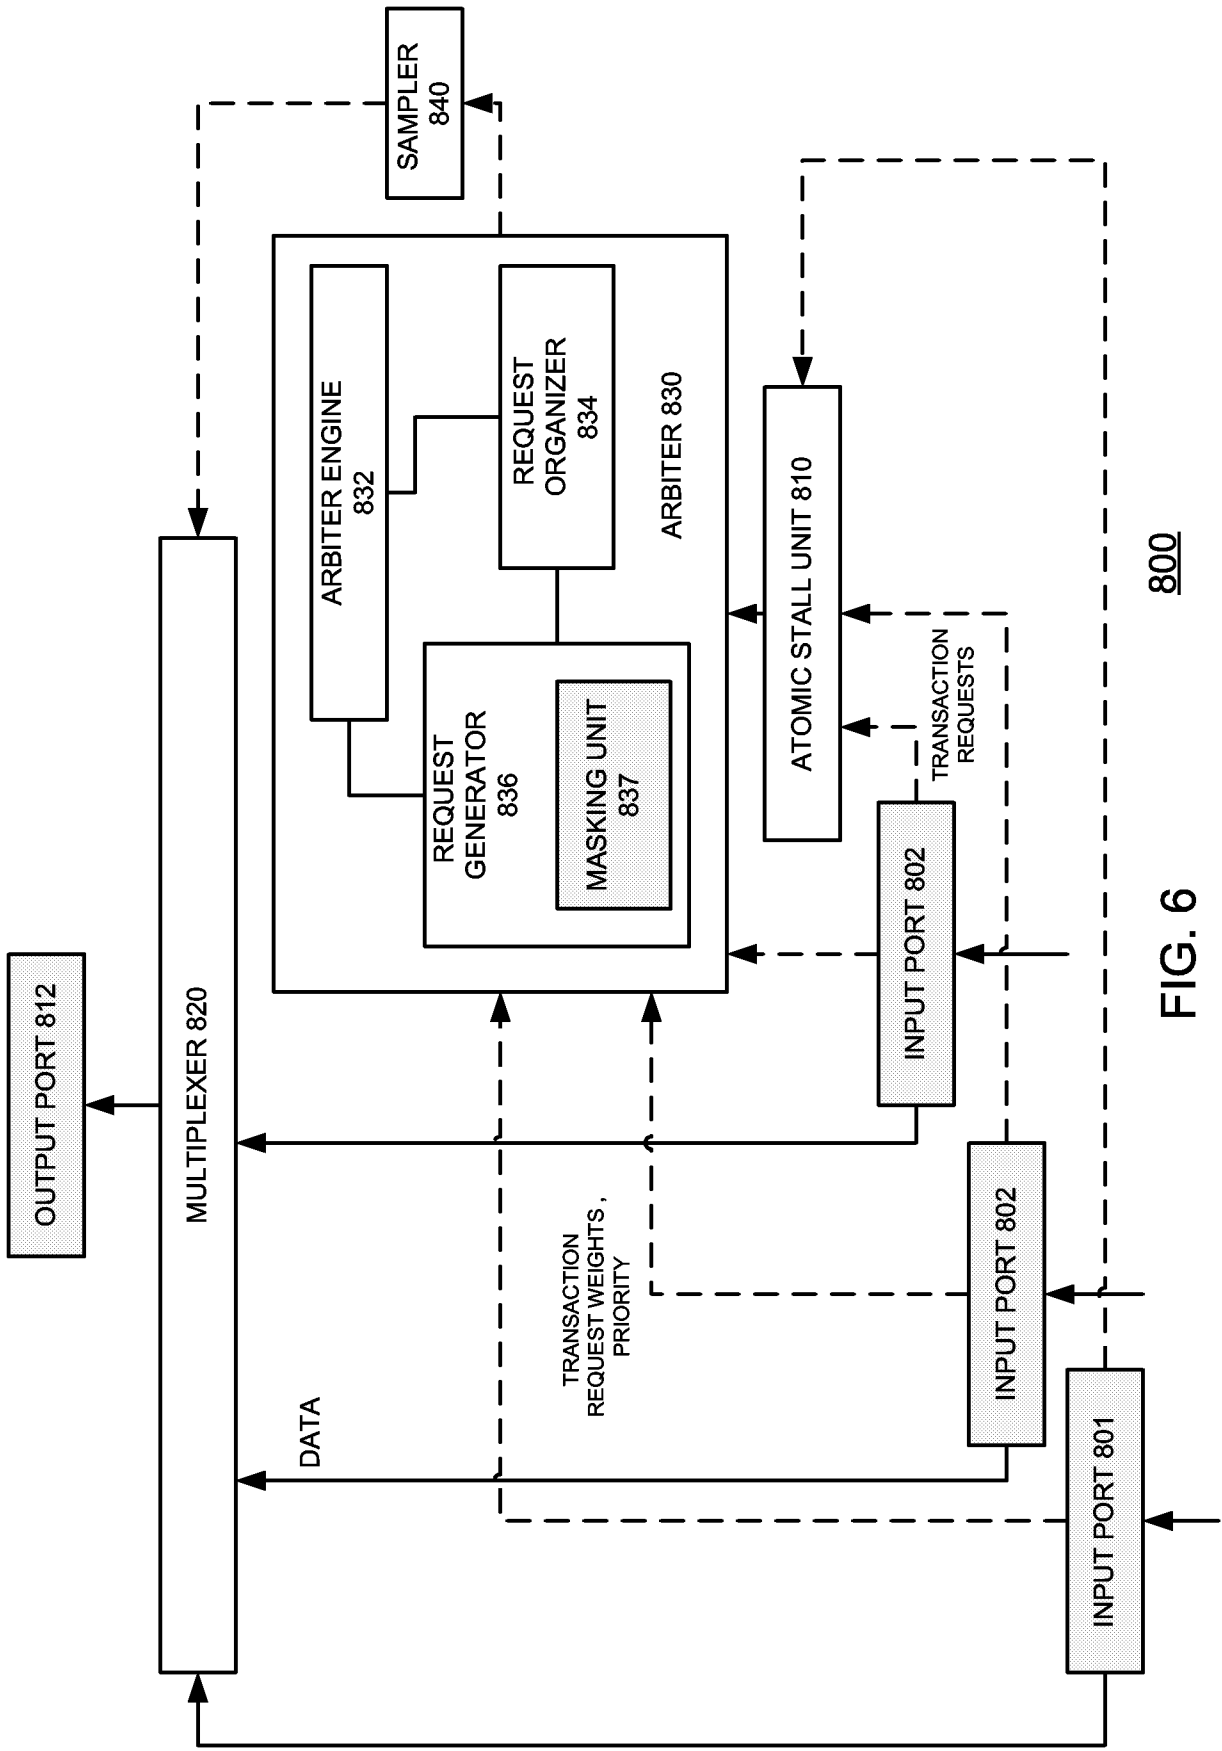 OUTPUT PORT 812
MULTIPLEXER 820
SAMPLER
840
DATA
ARBITER ENGINE
832
REQUEST
GENERATOR
836
MASKING UNIT
837
REQUEST
ORGANIZER
834
ARBITER 830
TRANSACTION
REQUEST WEIGHTS ,
PRIORITY
ATOMIC STALL UNIT 810
TRANSACTION
REQUESTS
INPUT PORT 802
INPUT PORT 802
INPUT PORT 801
800
FIG. 6